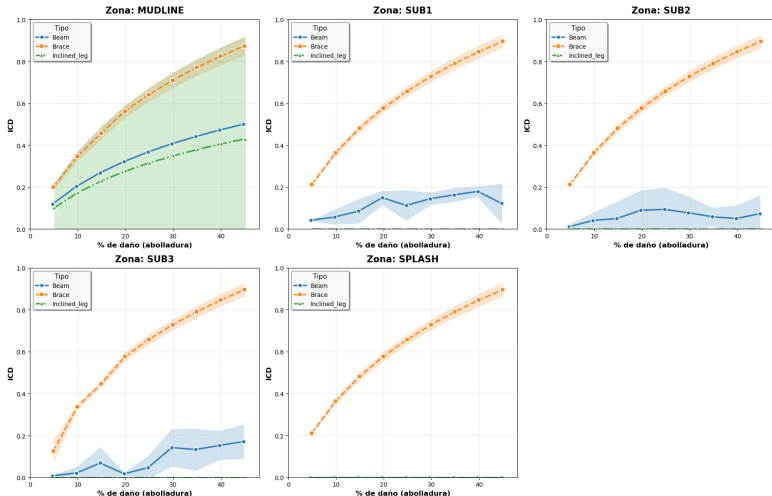 Zona: MUDLINE
Tipo
Beam
Brace
Inclined_leg
ICD
1.0
0.8
0.6
0.4
0.2
0.0
0
10
20
30
40
% de daño (abolladura)
Zona: SUB1
Tipo
Beam
Brace
Inclined_leg
ICD
1.0
0.8
0.6
0.4
0.2
0.0
0
10
20
30
40
% de daño (abolladura)
Zona: SUB2
Tipo
Beam
Brace
Inclined_leg
ICD
1.0
0.8
0.6
0.4
0.2
0.0
0
10
20
30
40
% de daño (abolladura)
Zona: SUB3
Tipo
Beam
Brace
Inclined_leg
ICD
1.0
0.8
0.6
0.4
0.2
0.0
0
10
20
30
40
% de daño (abolladura)
Zona: SPLASH
Tipo
Beam
Brace
Inclined_leg
ICD
1.0
0.8
0.6
0.4
0.2
0.0
0
10
20
30
40
% de daño (abolladura)